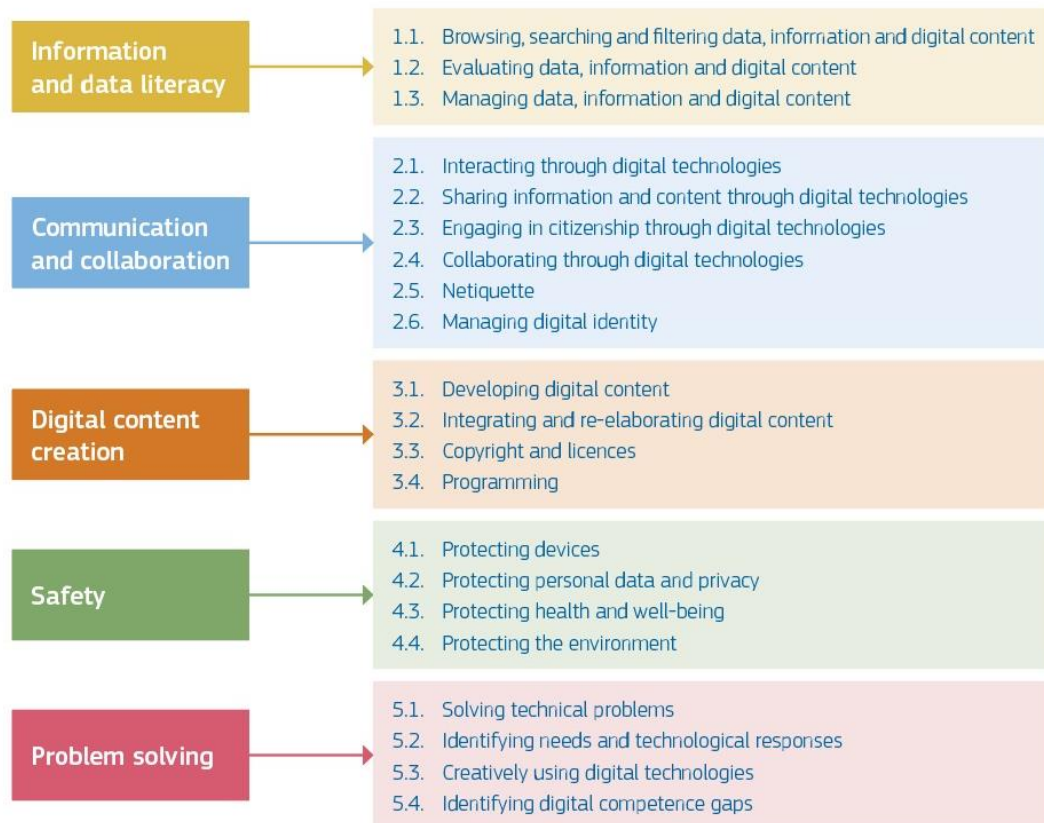 Information
and data literacy
1.1. Browsing, searching and filtering data, information and digital content
1.2. Evaluating data, information and digital content
1.3. Managing data, information and digital content
Communication
and collaboration
2.1. Interacting through digital technologies
2.2. Sharing information and content through digital technologies
2.3. Engaging in citizenship through digital technologies
2.4. Collaborating through digital technologies
2.5. Netiquette
2.6. Managing digital identity
Digital content
creation
3.1. Developing digital content
3.2. Integrating and re-elaborating digital content
3.3. Copyright and licences
3.4. Programming
Safety
4.1. Protecting devices
4.2. Protecting personal data and privacy
4.3. Protecting health and well-being
4.4. Protecting the environment
Problem solving
5.1. Solving technical problems
5.2. Identifying needs and technological responses
5.3. Creatively using digital technologies
5.4. Identifying digital competence gaps